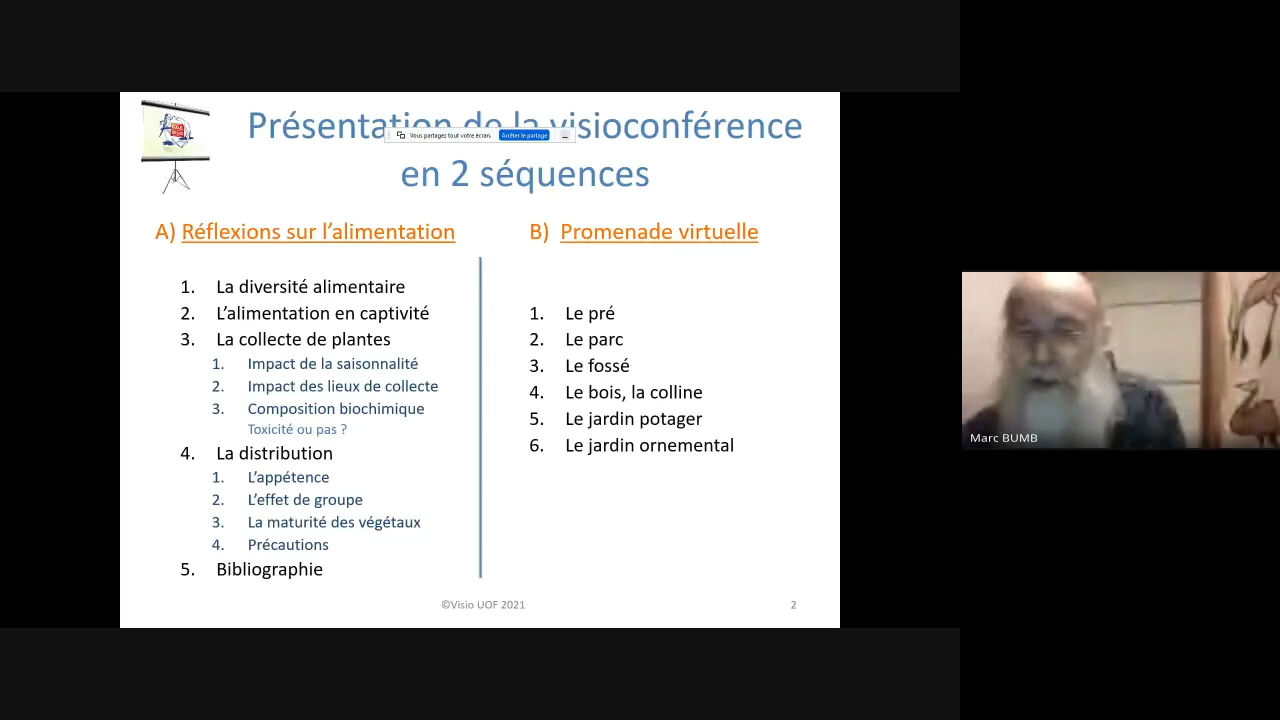 Présentation de la visioconférence
Vous partagez tout votre écran. Arrêter le partage
en 2 séquences
A) Réflexions sur l’alimentation
1. La diversité alimentaire
2. L’alimentation en captivité
3. La collecte de plantes
1. Impact de la saisonnalité
2. Impact des lieux de collecte
3. Composition biochimique
Toxicité ou pas ?
4. La distribution
1. L’appétence
2. L’effet de groupe
3. La maturité des végétaux
4. Précautions
5. Bibliographie
B) Promenade virtuelle
1. Le pré
2. Le parc
3. Le fossé
4. Le bois, la colline
5. Le jardin potager
6. Le jardin ornemental
©Visio UOF 2021
2
Marc BUMB